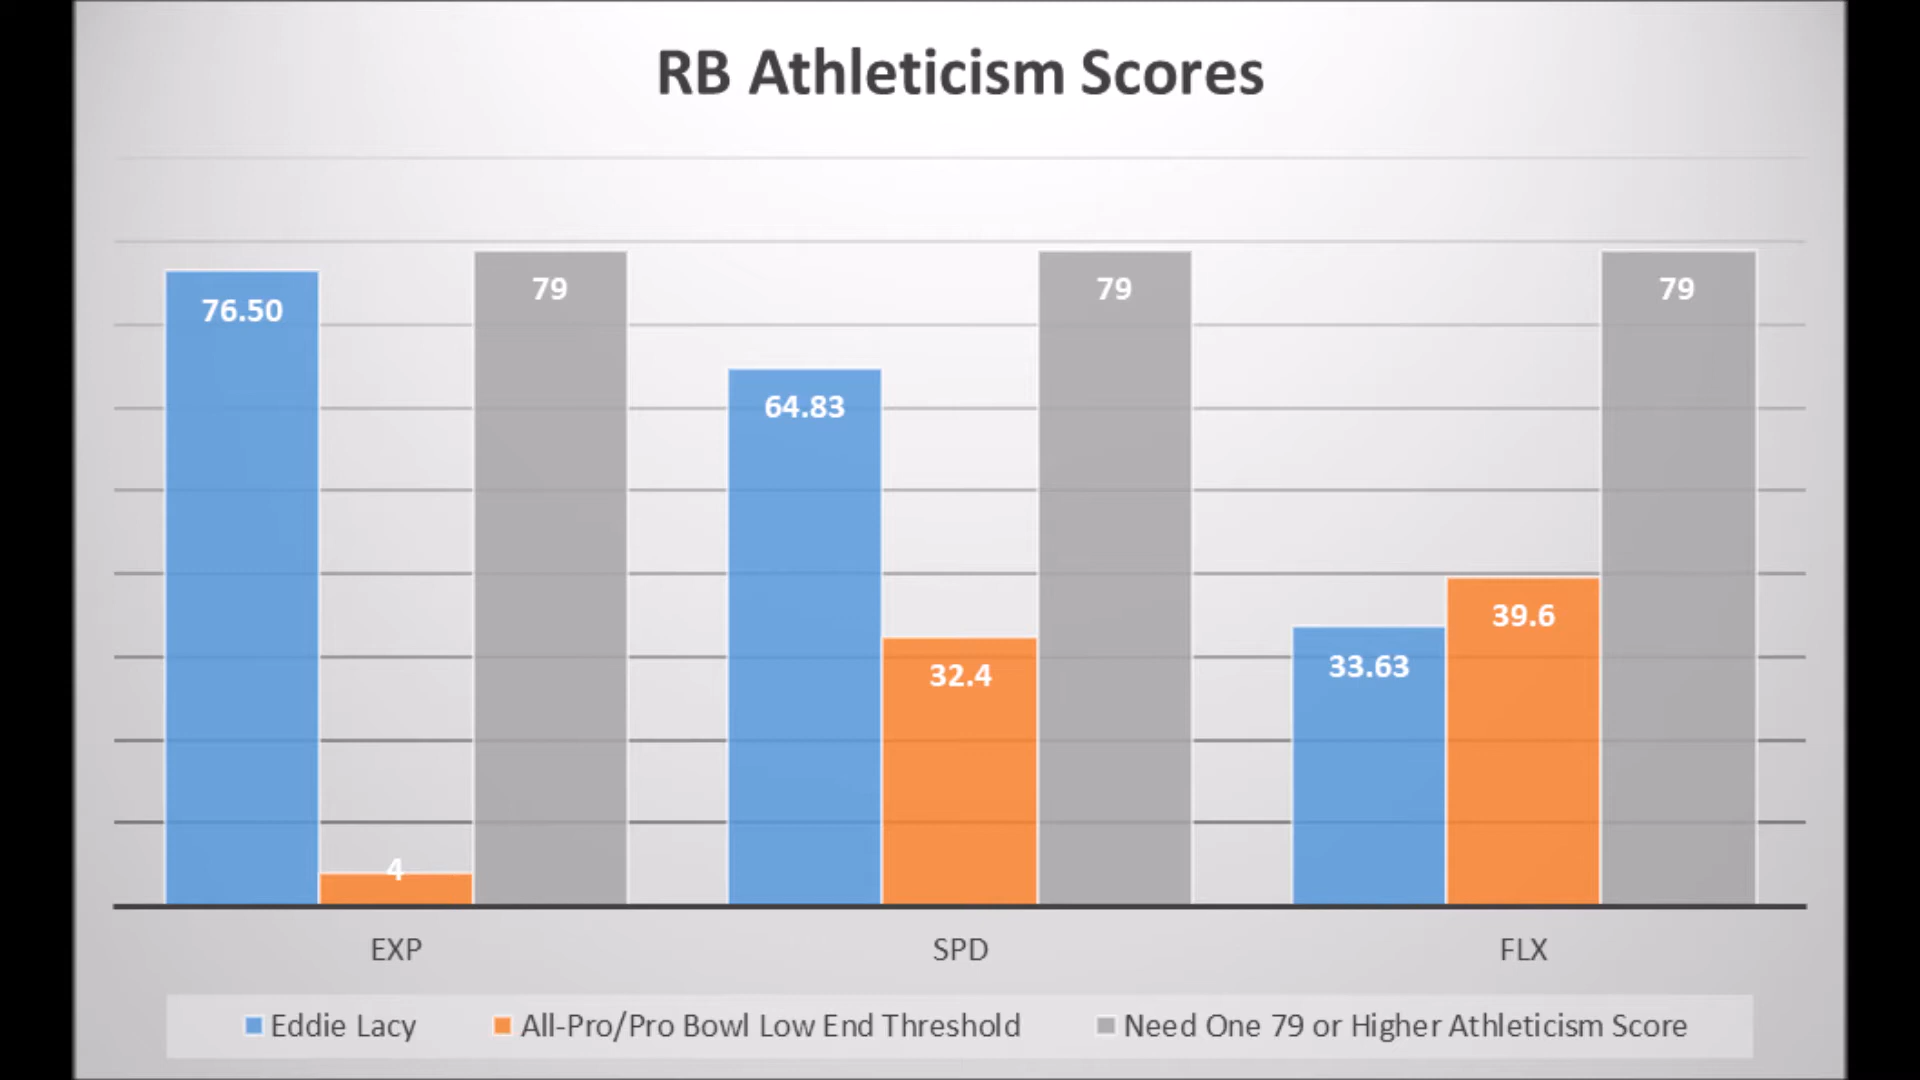 RB Athleticism Scores
76.50
4
79
64.83
32.4
79
33.63
39.6
79
EXP
SPD
FLX
Eddie Lacy
All-Pro/Pro Bowl Low End Threshold
Need One 79 or Higher Athleticism Score